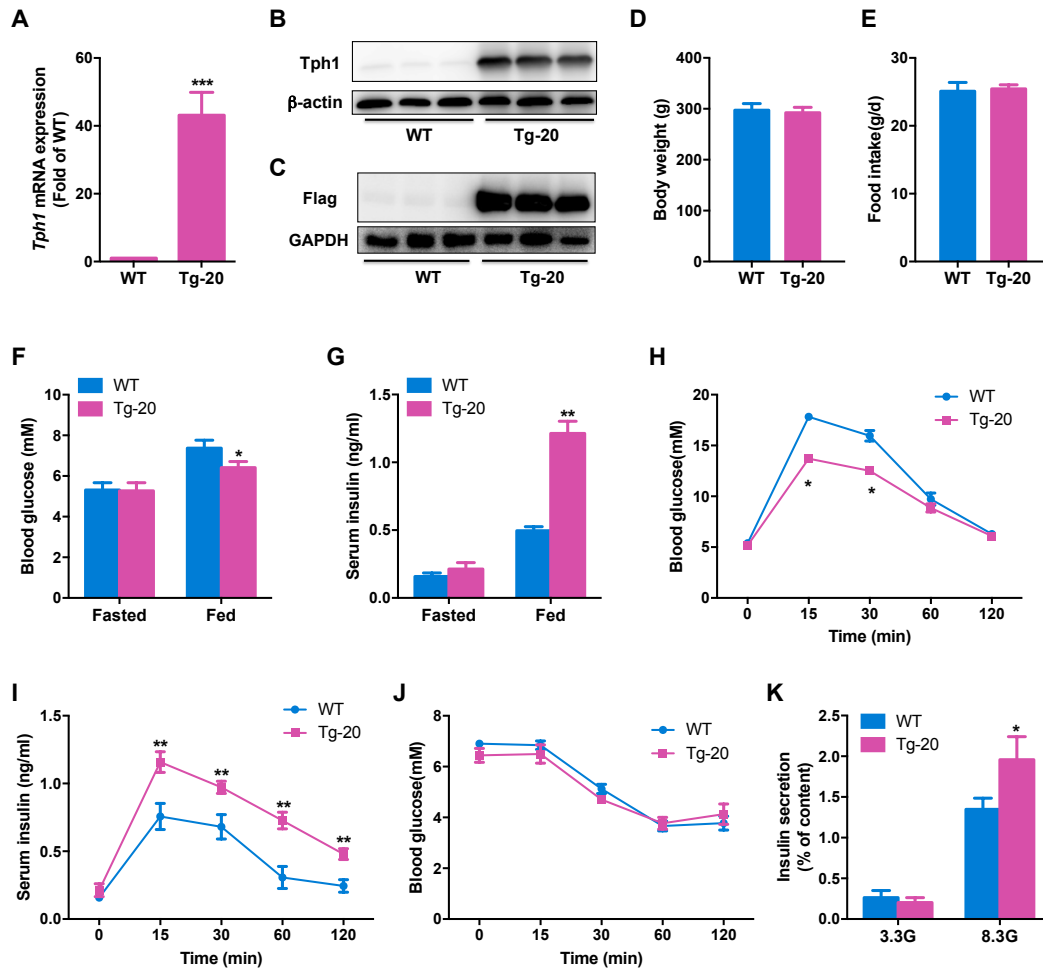 A
Tph1 mRNA expression
(Fold of WT)
60
40
20
0
***
WT
Tg-20
B
Tph1
β-actin
WT
Tg-20
C
Flag
GAPDH
WT
Tg-20
D
Body weight (g)
400
300
200
100
0
WT
Tg-20
E
Food intake(g/d)
30
20
10
0
WT
Tg-20
F
WT
Tg-20
Blood glucose (mM)
10
8
6
4
2
0
*
Fasted
Fed
G
WT
Tg-20
Serum insulin (ng/ml)
1.5
1.0
0.5
0.0
**
Fasted
Fed
H
WT
Tg-20
Blood glucose(mM)
20
15
10
5
0
*
*
0
15
30
60
120
Time (min)
I
WT
Tg-20
Serum insulin (ng/ml)
1.5
1.0
0.5
0.0
**
**
**
**
0
15
30
60
120
Time (min)
J
WT
Tg-20
Blood glucose(mM)
8
6
4
2
0
0
15
30
60
120
Time (min)
K
WT
Tg-20
Insulin secretion
(% of content)
2.5
2.0
1.5
1.0
0.5
0.0
*
3.3G
8.3G